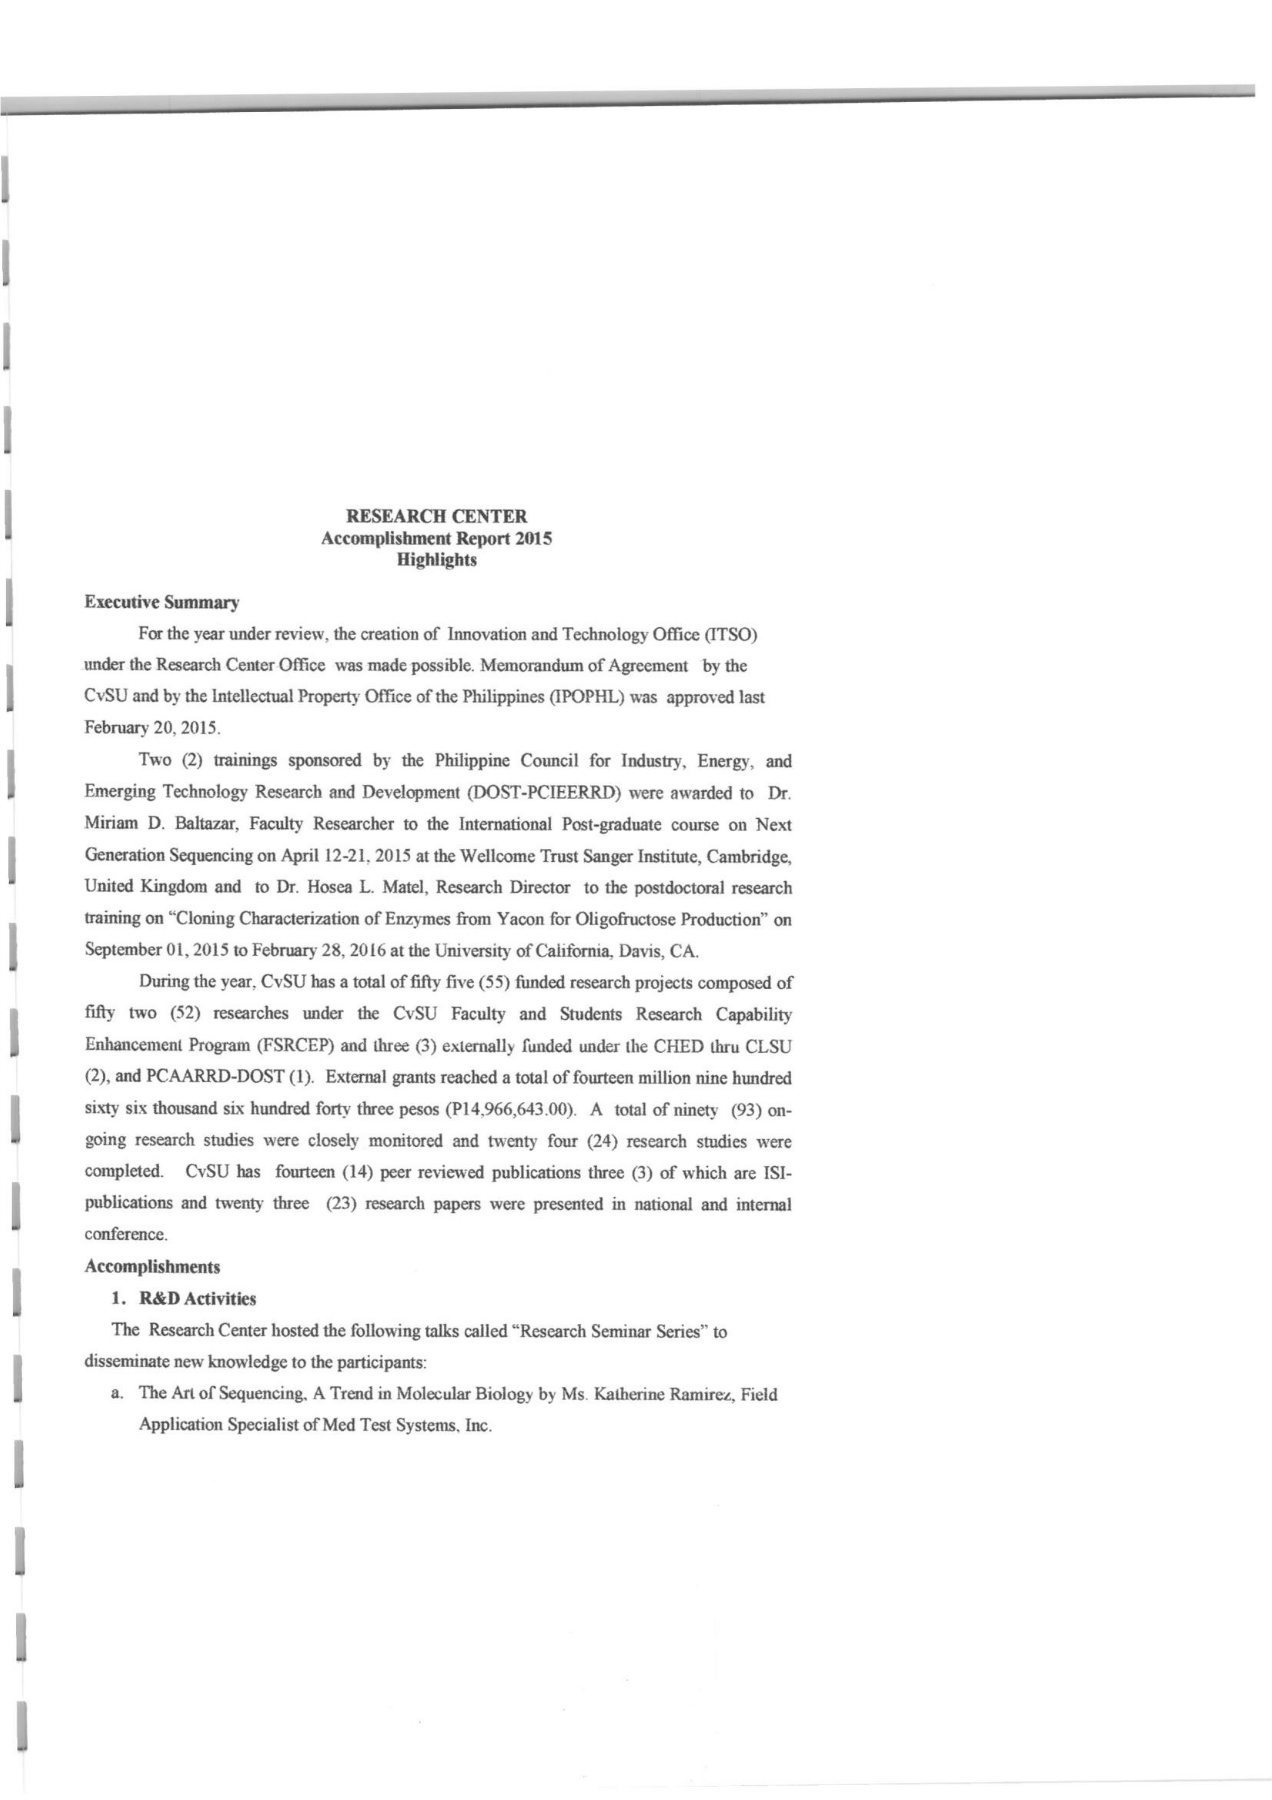 RESEARCH CENTER
Accomplishment Report 2015
Highlights
Executive Summary
For the year under review, the creation of Innovation and Technology Office (ITSO)
under the Research Center Office was made possible. Memorandum of Agreement by the
CvSU and by the Intellectual Property Office of the Philippines (IPOPHL) was approved last
February 20, 2015.
Two (2) trainings sponsored by the Philippine Council for Industry, Energy, and
Emerging Technology Research and Development (DOST-PCIEERRD) were awarded to Dr.
Miriam D. Baltazar, Faculty Researcher to the International Post-graduate course on Next
Generation Sequencing on April 12-21, 2015 at the Wellcome Trust Sanger Institute, Cambridge,
United Kingdom and to Dr. Hosea L. Matel, Research Director to the postdoctoral research
training on “Cloning Characterization of Enzymes from Yacon for Oligofructose Production” on
September 01, 2015 to February 28, 2016 at the University of California, Davis, CA.
During the year, CvSU has a total of fifty five (55) funded research projects composed of
fifty two (52) researches under the CvSU Faculty and Students Research Capability
Enhancement Program (FSRCEP) and three (3) externally funded under the CHED thru CLSU
(2), and PCAARRD-DOST (1). External grants reached a total of fourteen million nine hundred
sixty six thousand six hundred forty three pesos (P14,966,643.00). A total of ninety (93) on-
going research studies were closely monitored and twenty four (24) research studies were
completed. CvSU has fourteen (14) peer reviewed publications three (3) of which are ISI-
publications and twenty three (23) research papers were presented in national and internal
conference.
Accomplishments
1. R&D Activities
The Research Center hosted the following talks called “Research Seminar Series” to
disseminate new knowledge to the participants:
a. The Art of Sequencing, A Trend in Molecular Biology by Ms. Katherine Ramirez, Field
Application Specialist of Med Test Systems, Inc.